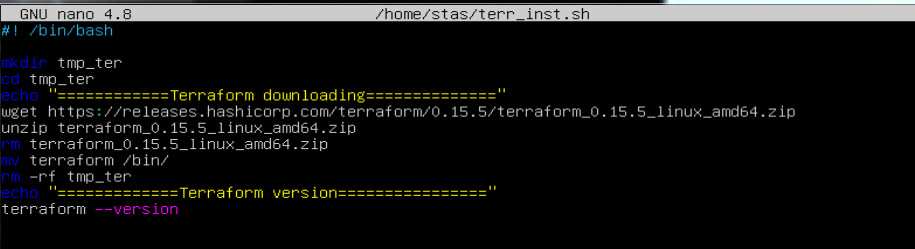 GNU nano 4.8 /home/stas/terr_inst.sh
#! /bin/bash
mkdir tmp_ter
cd tmp_ter
echo "============Terraform downloading=============="
wget https://releases.hashicorp.com/terraform/0.15.5/terraform_0.15.5_linux_amd64.zip
unzip terraform_0.15.5_linux_amd64.zip
rm terraform_0.15.5_linux_amd64.zip
mv terraform /bin/
rm -rf tmp_ter
echo "=============Terraform version================"
terraform --version